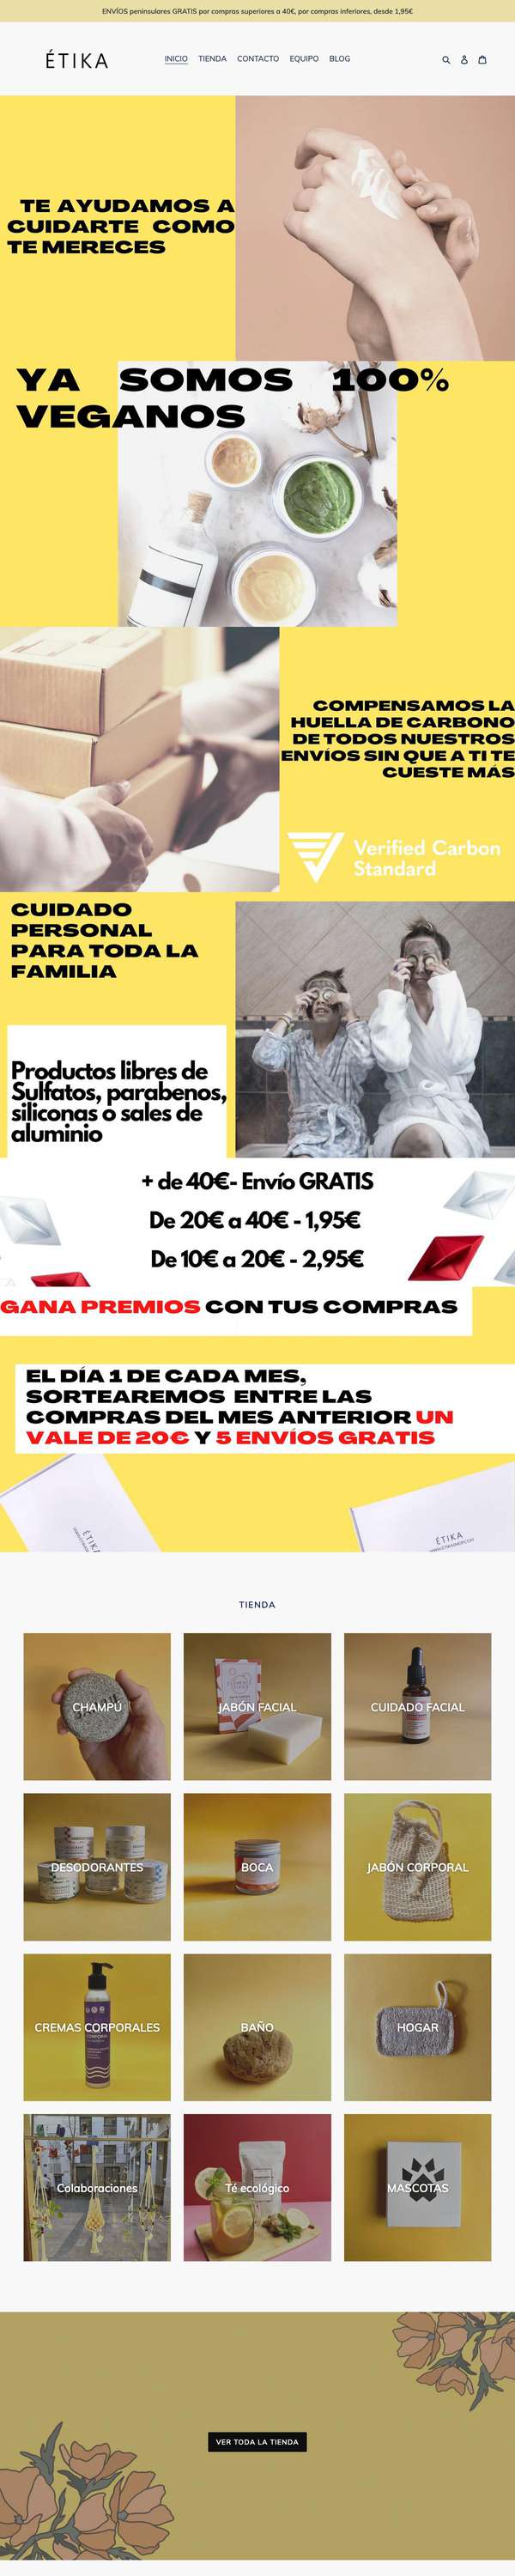 ENVÍOS peninsulares GRATIS por compras superiores a 40€, por compras inferiores, desde 1,95€
ÉTIKA
INICIO TIENDA CONTACTO EQUIPO BLOG
TE AYUDAMOS A
CUIDARTE COMO
TE MERECES
YA SOMOS 100%
VEGANOS
COMPENSAMOS LA
HUELLA DE CARBONO
DE TODOS NUESTROS
ENVÍOS SIN QUE A TI TE
CUESTE MÁS
Verified Carbon
Standard
CUIDADO
PERSONAL
PARA TODA LA
FAMILIA
Productos libres de
Sulfatos, parabenos,
siliconas o sales de
aluminio
+ de 40€- Envío GRATIS
De 20€ a 40€ - 1,95€
De 10€ a 20€ - 2,95€
GANA PREMIOS CON TUS COMPRAS
EL DÍA 1 DE CADA MES,
SORTEAREMOS ENTRE LAS
COMPRAS DEL MES ANTERIOR UN
VALE DE 20€ Y 5 ENVÍOS GRATIS
ÉTIKA
ÉTIKA
TIENDA
CHAMPÚ
JABÓN FACIAL
CUIDADO FACIAL
DESODORANTES
BOCA
JABÓN CORPORAL
CREMAS CORPORALES
BAÑO
HOGAR
Colaboraciones
Té ecológico
MASCOTAS
VER TODA LA TIENDA